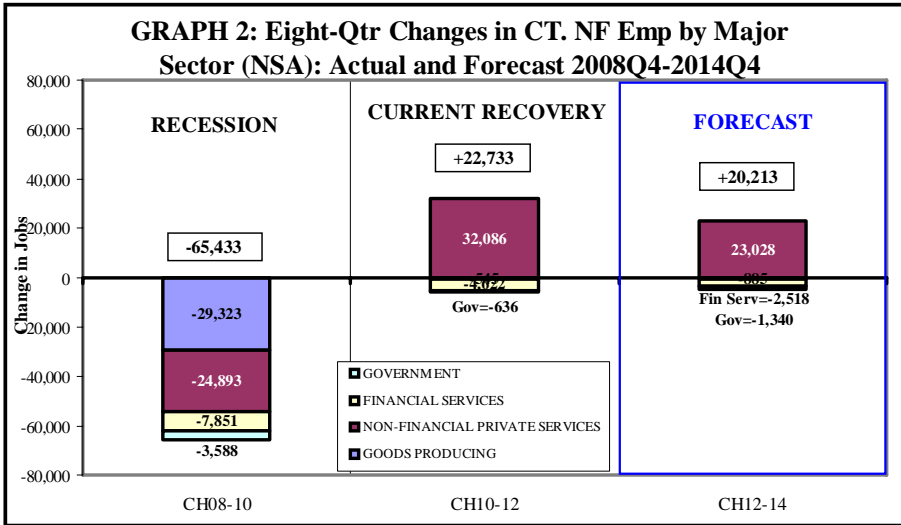 GRAPH 2: Eight-Qtr Changes in CT. NF Emp by Major
Sector (NSA): Actual and Forecast 2008Q4-2014Q4
Change in Jobs
80,000
60,000
40,000
20,000
0
-20,000
-40,000
-60,000
-80,000
RECESSION
-65,433
-29,323
-24,893
-7,851
-3,588
CH08-10
CURRENT RECOVERY
+22,733
32,086
Gov=-636
CH10-12
FORECAST
+20,213
23,028
Fin Serv=-2,518
Gov=-1,340
CH12-14
GOVERNMENT
FINANCIAL SERVICES
NON-FINANCIAL PRIVATE SERVICES
GOODS PRODUCING